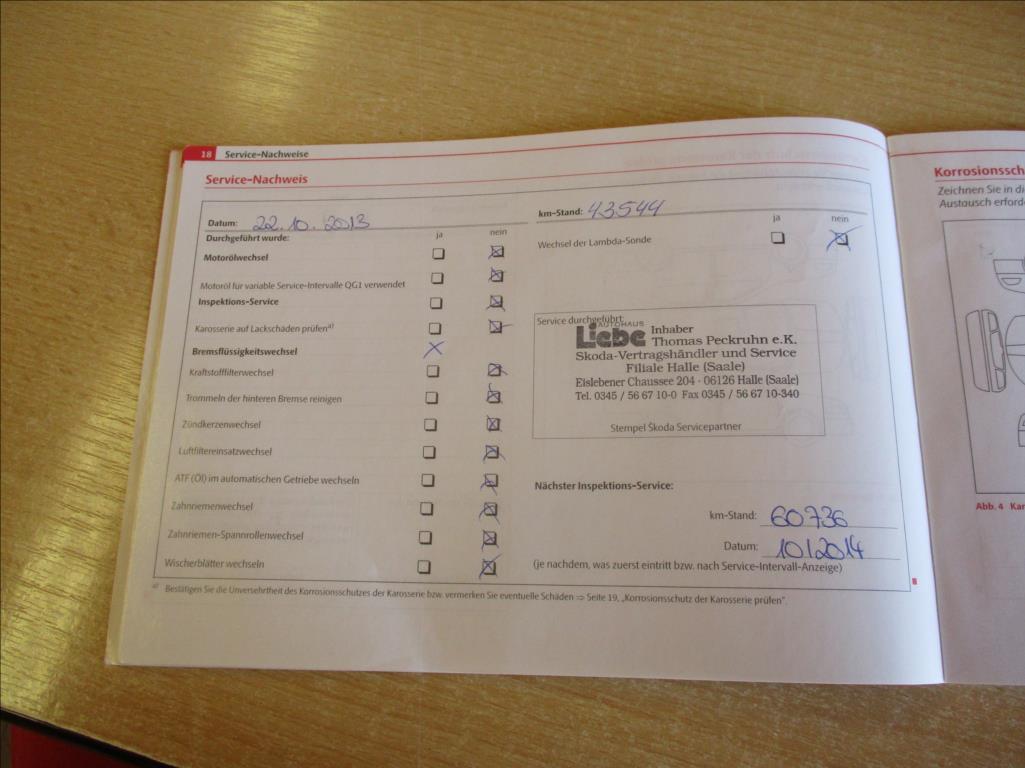 18 Service-Nachweise
Service-Nachweis
Datum: 22.10.2013
km-Stand: 43544
Durchgeführt wurde: ja nein
ja nein
Motorölwechsel
Wechsel der Lambda-Sonde
Motoröl für variable Service-Intervalle QG1 verwendet
Inspektions-Service
Karosserie auf Lackschäden prüfen a)
Bremsflüssigkeitswechsel X
Kraftstofffilterwechsel
Trommeln der hinteren Bremse reinigen
Zündkerzenwechsel
Luftfiltereinsatzwechsel
ATF (Öl) im automatischen Getriebe wechseln
Zahnriemenwechsel
Zahnriemen-Spannrollenwechsel
Wischerblätter wechseln
Service durchgeführt:
AUTOHAUS
Liebe
Inhaber
Thomas Peckruhn e.K.
Skoda-Vertragshändler und Service
Filiale Halle (Saale)
Eislebener Chaussee 204 · 06126 Halle (Saale)
Tel. 0345 / 56 67 10-0 Fax 0345 / 56 67 10-340
Stempel Škoda Servicepartner
Nächster Inspektions-Service:
km-Stand: 60736
Datum: 10/2014
(je nachdem, was zuerst eintritt bzw. nach Service-Intervall-Anzeige)
a) Bestätigen Sie die Unversehrtheit des Korrosionsschutzes der Karosserie bzw. vermerken Sie eventuelle Schäden ⇒ Seite 19, „Korrosionsschutz der Karosserie prüfen“.
Korrosionssch
Zeichnen Sie in di
Austausch erford
Abb. 4 Kar